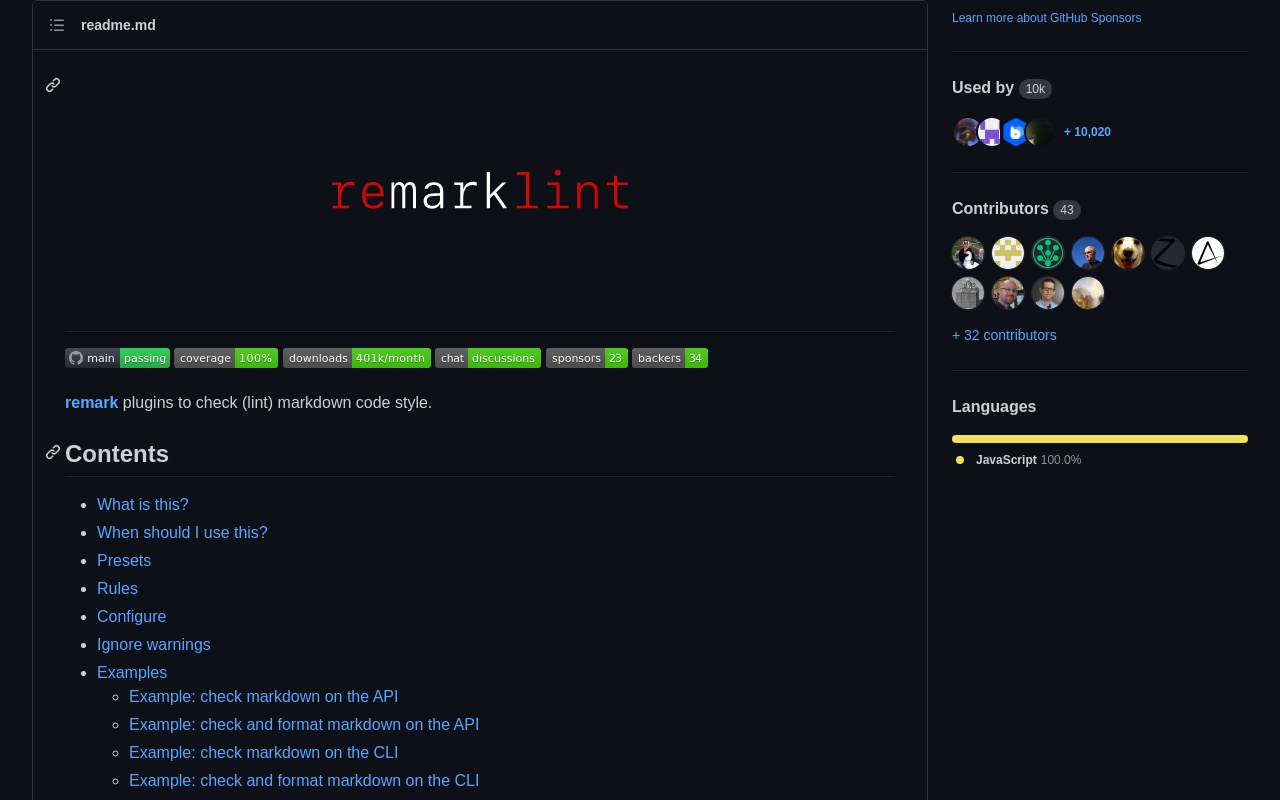 readme.md
remarklint
main passing coverage 100% downloads 401k/month chat discussions sponsors 23 backers 34
remark plugins to check (lint) markdown code style.
Contents
What is this?
When should I use this?
Presets
Rules
Configure
Ignore warnings
Examples
Example: check markdown on the API
Example: check and format markdown on the API
Example: check markdown on the CLI
Example: check and format markdown on the CLI
Learn more about GitHub Sponsors
Used by 10k
+ 10,020
Contributors 43
+ 32 contributors
Languages
JavaScript 100.0%